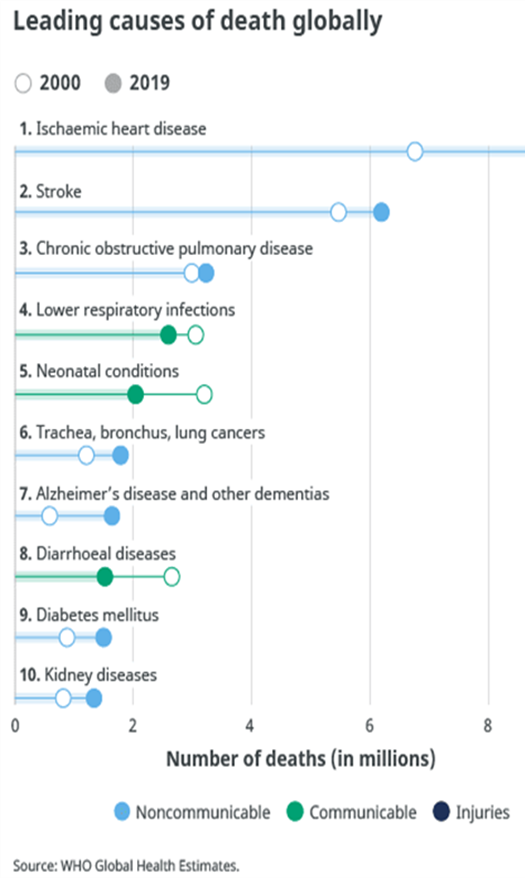 Leading causes of death globally
2000 2019
1. Ischaemic heart disease
2. Stroke
3. Chronic obstructive pulmonary disease
4. Lower respiratory infections
5. Neonatal conditions
6. Trachea, bronchus, lung cancers
7. Alzheimer’s disease and other dementias
8. Diarrhoeal diseases
9. Diabetes mellitus
10. Kidney diseases
0 2 4 6 8
Number of deaths (in millions)
Noncommunicable Communicable Injuries
Source: WHO Global Health Estimates.